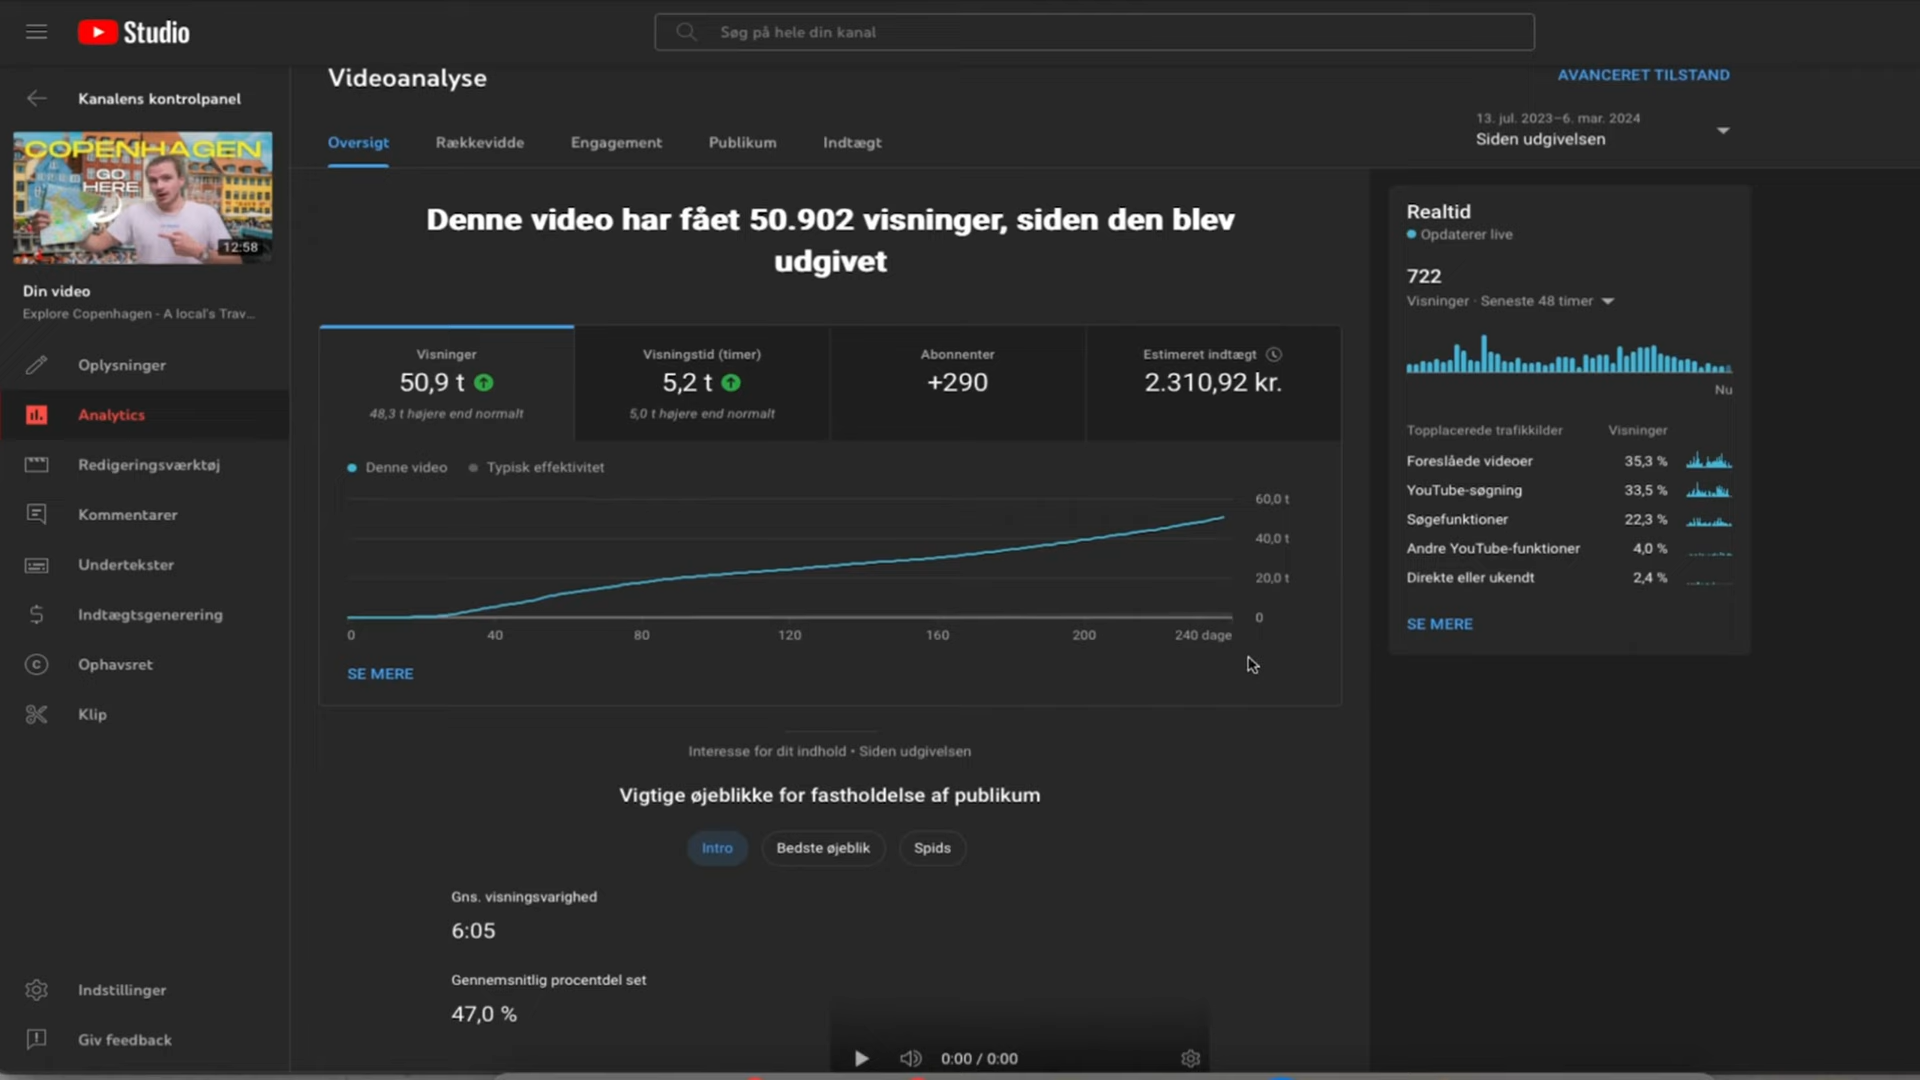 Studio
Søg på hele din kanal
Kanalens kontrolpanel
COPENHAGEN
GO
HERE
12:58
Din video
Explore Copenhagen - A local's Trav...
Oplysninger
Analytics
Redigeringsværktøj
Kommentarer
Undertekster
Indtægtsgenerering
Ophavsret
Klip
Indstillinger
Giv feedback
Videoanalyse
AVANCERET TILSTAND
Oversigt Rækkevidde Engagement Publikum Indtægt
13. jul. 2023–6. mar. 2024
Siden udgivelsen
Denne video har fået 50.902 visninger, siden den blev
udgivet
Visninger
50,9 t
48,3 t højere end normalt
Visningstid (timer)
5,2 t
5,0 t højere end normalt
Abonnenter
+290
Estimeret indtægt
2.310,92 kr.
Denne video Typisk effektivitet
60,0 t
40,0 t
20,0 t
0
0 40 80 120 160 200 240 dage
SE MERE
Interesse for dit indhold • Siden udgivelsen
Vigtige øjeblikke for fastholdelse af publikum
Intro Bedste øjeblik Spids
Gns. visningsvarighed
6:05
Gennemsnitlig procentdel set
47,0 %
0:00 / 0:00
Realtid
Opdaterer live
722
Visninger · Seneste 48 timer
Nu
Topplacerede trafikkilder Visninger
Foreslåede videoer 35,3 %
YouTube-søgning 33,5 %
Søgefunktioner 22,3 %
Andre YouTube-funktioner 4,0 %
Direkte eller ukendt 2,4 %
SE MERE